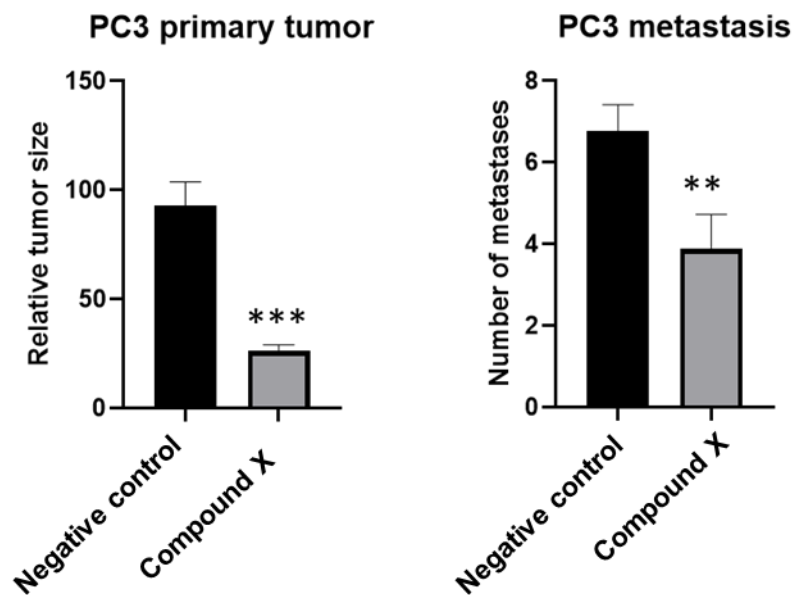 PC3 primary tumor
Relative tumor size
150
100
50
0
***
Negative control
Compound X
PC3 metastasis
Number of metastases
8
6
4
2
0
**
Negative control
Compound X